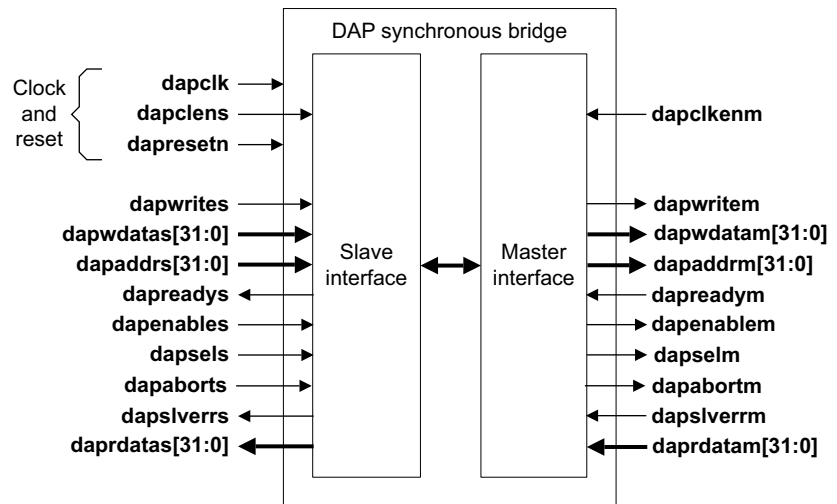 DAP synchronous bridge
Clock
and
reset
dapclk
dapclens
dapresetn
dapwrites
dapwdatas[31:0]
dapaddrs[31:0]
dapreadys
dapenables
dapsels
dapaborts
dapslverrs
daprdatas[31:0]
Slave
interface
Master
interface
dapclkenm
dapwritem
dapwdatam[31:0]
dapaddrm[31:0]
dapreadym
dapenablem
dapselm
dapabortm
dapslverrm
daprdatam[31:0]